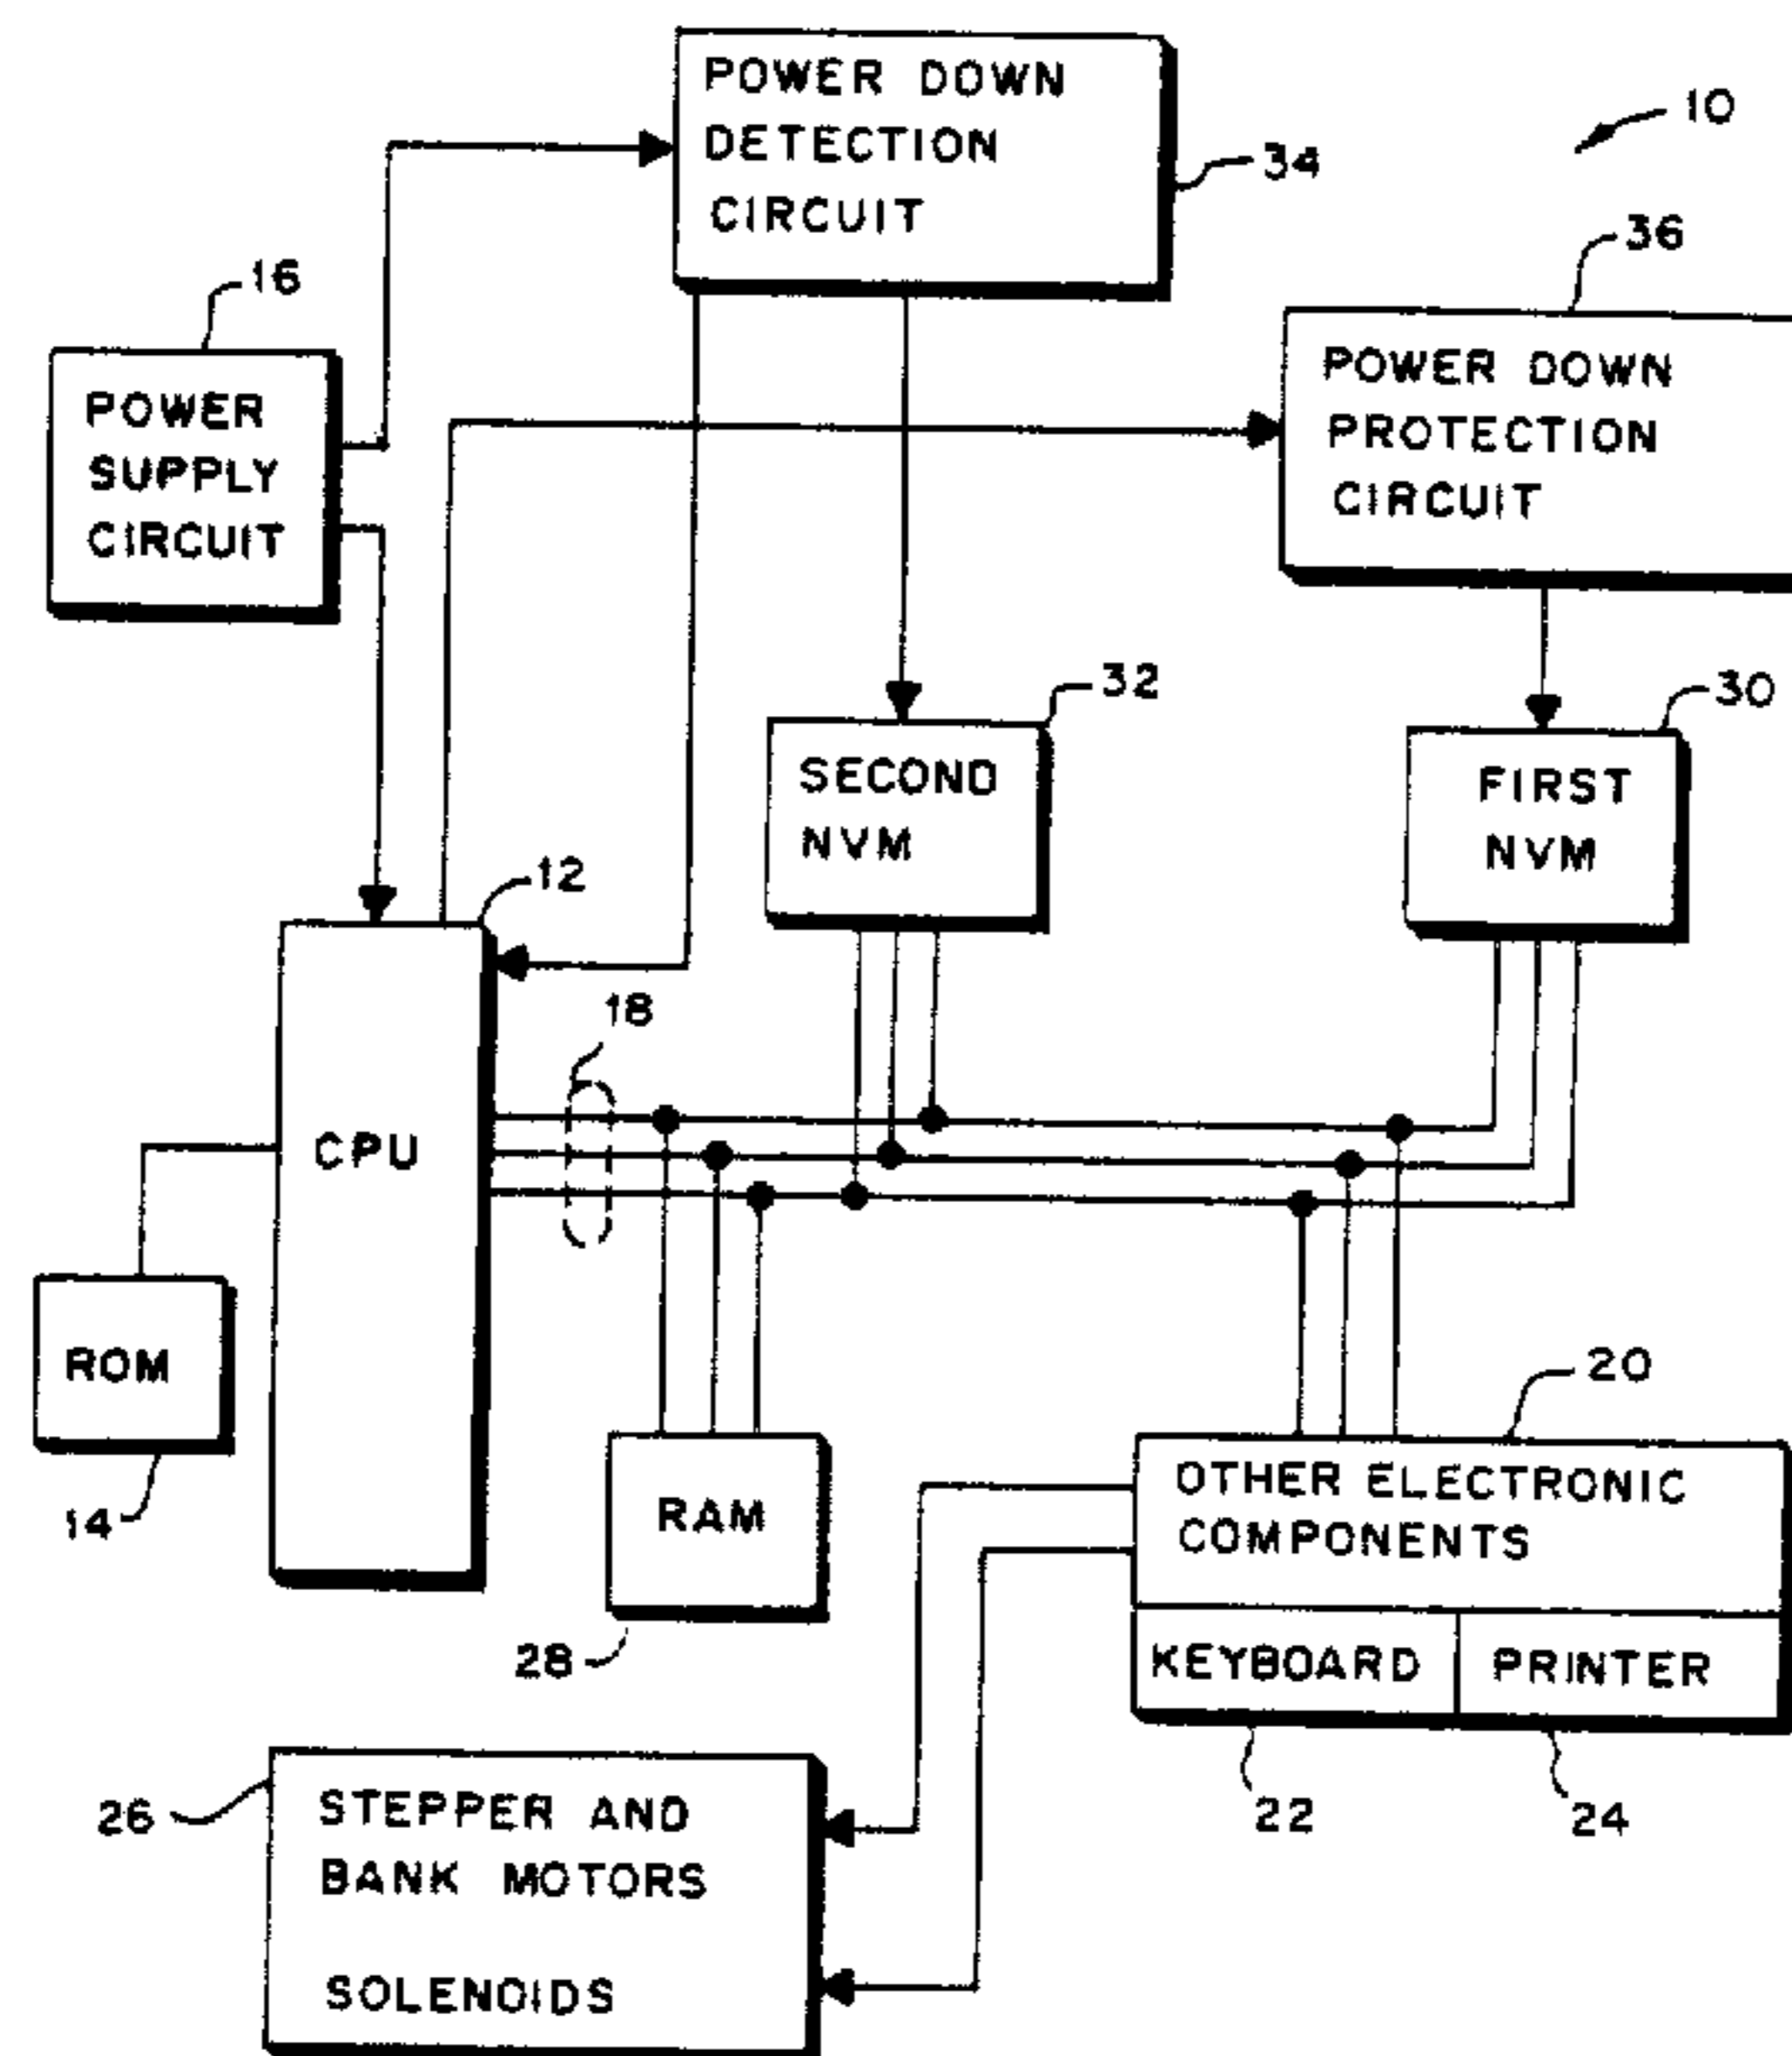 POWER DOWN
DETECTION
CIRCUIT
10
34
36
16
POWER DOWN
PROTECTION
CIRCUIT
POWER
SUPPLY
CIRCUIT
32
30
SECOND
NVM
FIRST
NVM
12
18
CPU
ROM
14
20
OTHER ELECTRONIC
COMPONENTS
RAM
28
KEYBOARD
PRINTER
22
24
26
STEPPER AND
BANK MOTORS
SOLENOIDS